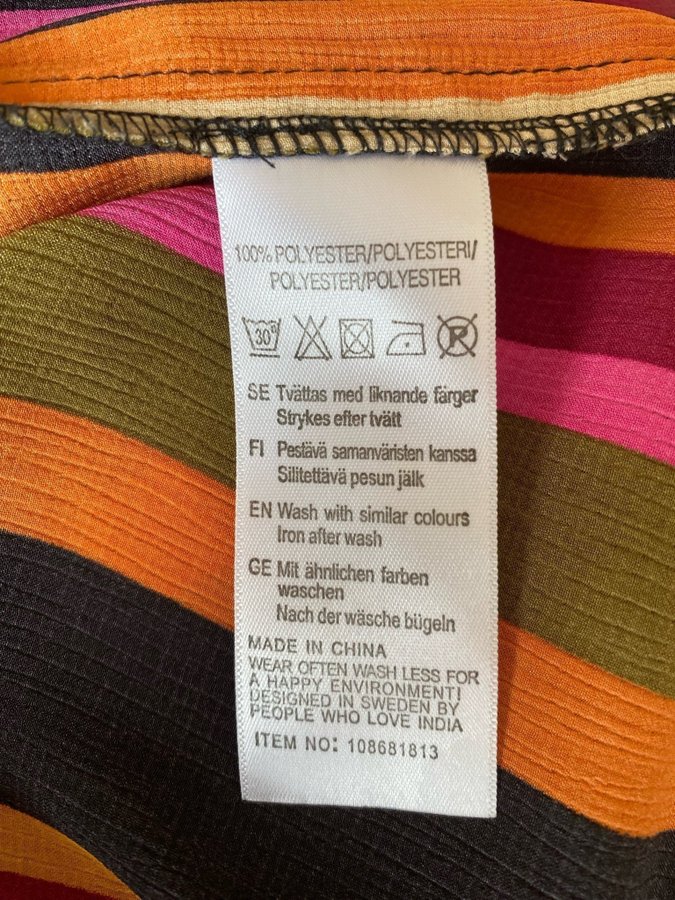 100% POLYESTER/POLYESTERI/
POLYESTER/POLYESTER
30°
P
SE Tvättas med liknande färger
Strykes efter tvätt
FI Pestävä samanväristen kanssa
Silitettävä pesun jälk
EN Wash with similar colours
Iron after wash
GE Mit ähnlichen farben
waschen
Nach der wäsche bügeln
MADE IN CHINA
WEAR OFTEN WASH LESS FOR
A HAPPY ENVIRONMENT!
DESIGNED IN SWEDEN BY
PEOPLE WHO LOVE INDIA
ITEM NO: 108681813